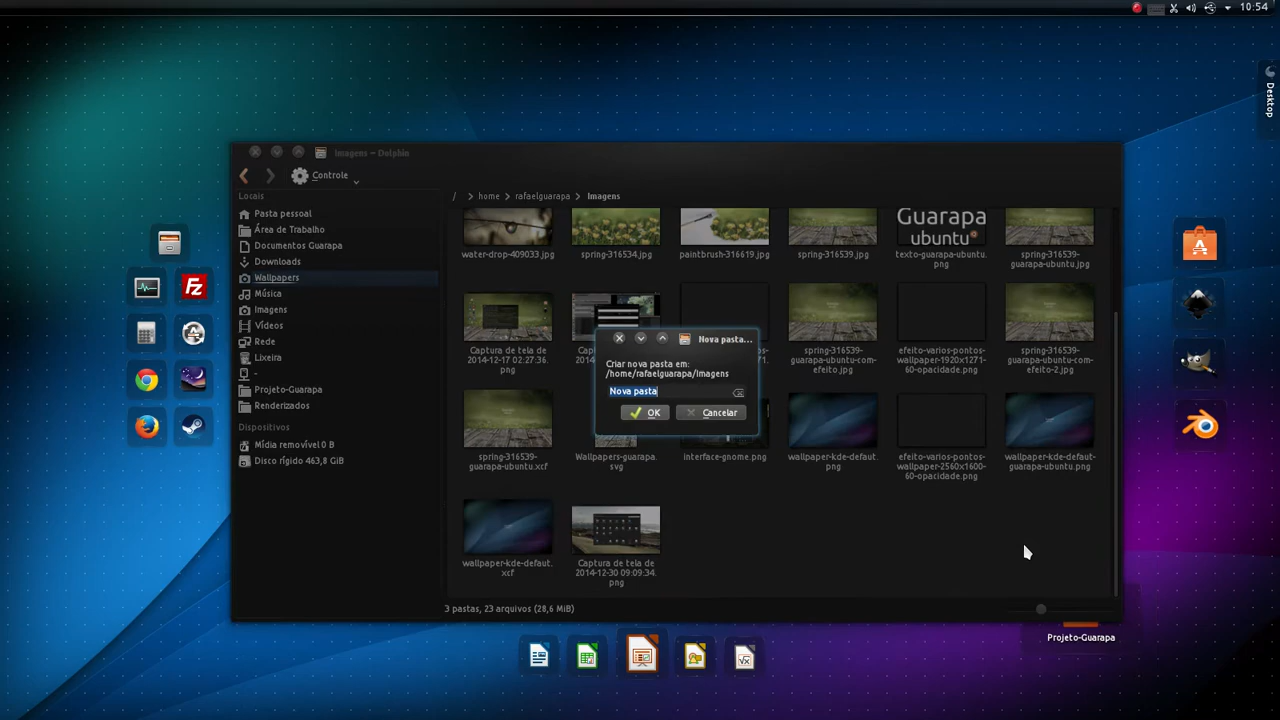 10:54
Desktop
Imagens – Dolphin
Controle
Locais
Pasta pessoal
Área de Trabalho
Documentos Guarapa
Downloads
Wallpapers
Música
Imagens
Vídeos
Rede
Lixeira
-
Projeto-Guarapa
Renderizados
Dispositivos
Mídia removível 0 B
Disco rígido 463,8 GiB
/ > home > rafaelguarapa > Imagens
Guarapa
ubuntu
water-drop-409033.jpg
spring-316534.jpg
paintbrush-316619.jpg
spring-316539.jpg
texto-guarapa-ubuntu.
png
spring-316539-
guarapa-ubuntu.jpg
Captura de tela de
2014-12-17 02:27:36.
png
spring-316539-
guarapa-ubuntu-com-
efeito.jpg
efeito-varios-pontos-
wallpaper-1920x1271
-60-opacidade.png
spring-316539-
guarapa-ubuntu-com-
efeito-2.jpg
Nova pasta...
Criar nova pasta em:
/home/rafaelguarapa/Imagens
Nova pasta
OK
Cancelar
spring-316539-
guarapa-ubuntu.xcf
Wallpapers-guarapa.
svg
interface-gnome.png
wallpaper-kde-defaut.
png
efeito-varios-pontos-
wallpaper-2560x1600-
60-opacidade.png
wallpaper-kde-defaut-
guarapa-ubuntu.png
wallpaper-kde-defaut.
xcf
Captura de tela de
2014-12-30 09:09:34.
png
3 pastas, 23 arquivos (28,6 MiB)
Projeto-Guarapa